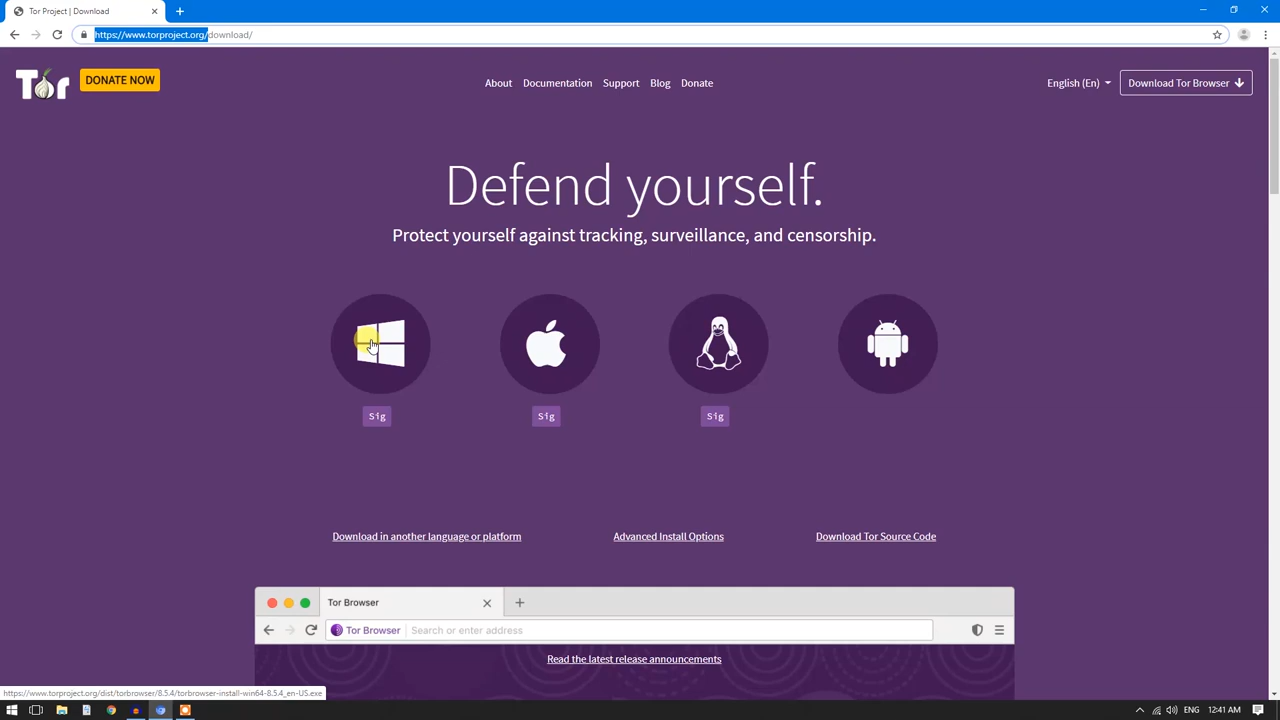 Tor Project | Download
https://www.torproject.org/download/
Tor
DONATE NOW
About
Documentation
Support
Blog
Donate
English (En)
Download Tor Browser
Defend yourself.
Protect yourself against tracking, surveillance, and censorship.
Sig
Sig
Sig
Download in another language or platform
Advanced Install Options
Download Tor Source Code
Tor Browser
Tor Browser
Search or enter address
Read the latest release announcements
https://www.torproject.org/dist/torbrowser/8.5.4/torbrowser-install-win64-8.5.4_en-US.exe
ENG
12:41 AM